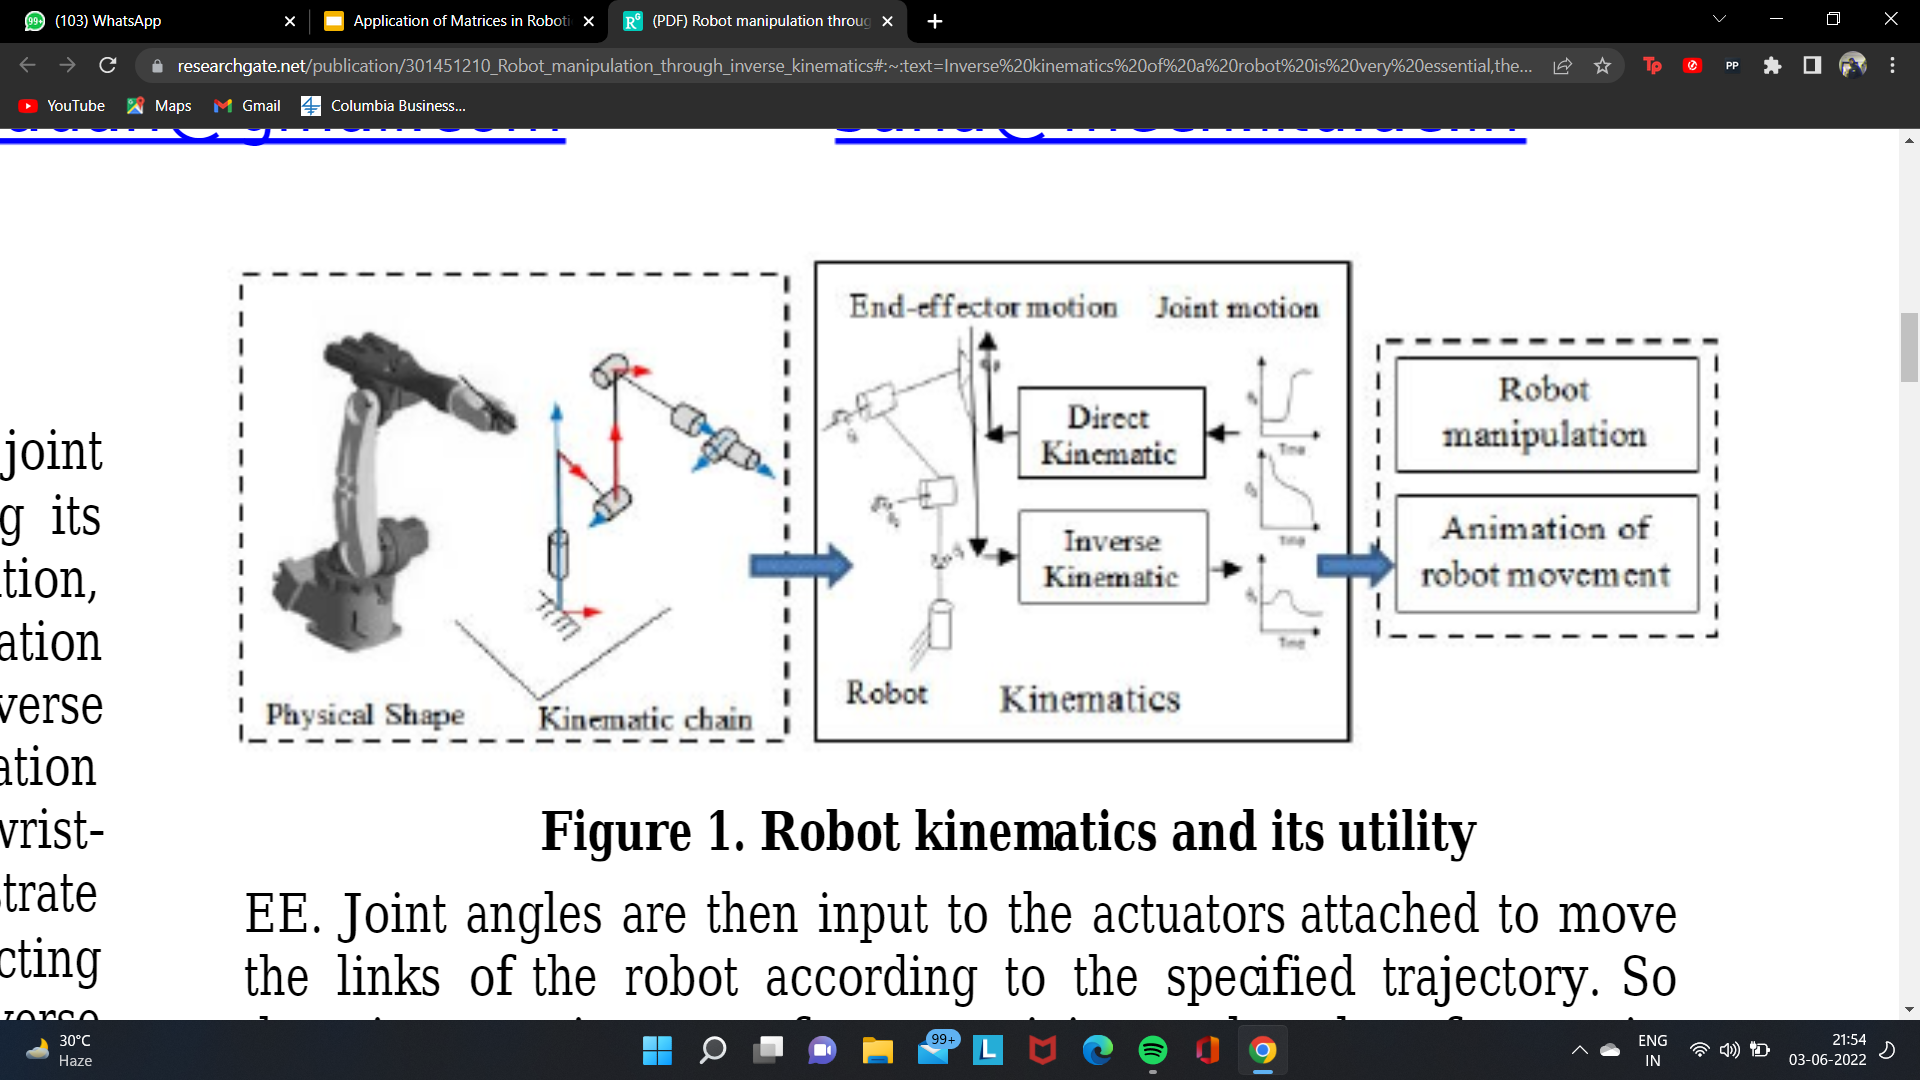 (103) WhatsApp
Application of Matrices in Roboti
(PDF) Robot manipulation throug
researchgate.net/publication/301451210_Robot_manipulation_through_inverse_kinematics#:~:text=Inverse%20kinematics%20of%20a%20robot%20is%20very%20essential,the...
YouTube
Maps
Gmail
Columbia Business...
End-effector motion
Joint motion
Direct
Kinematic
Inverse
Kinematic
Time
Time
Time
Robot
Kinematics
Physical Shape
Kinematic chain
Robot
manipulation
Animation of
robot movement
joint
g its
tion,
ation
verse
ation
wrist-
strate
cting
Figure 1. Robot kinematics and its utility
EE. Joint angles are then input to the actuators attached to move
the links of the robot according to the specified trajectory. So
30°C
Haze
99+
ENG
IN
21:54
03-06-2022